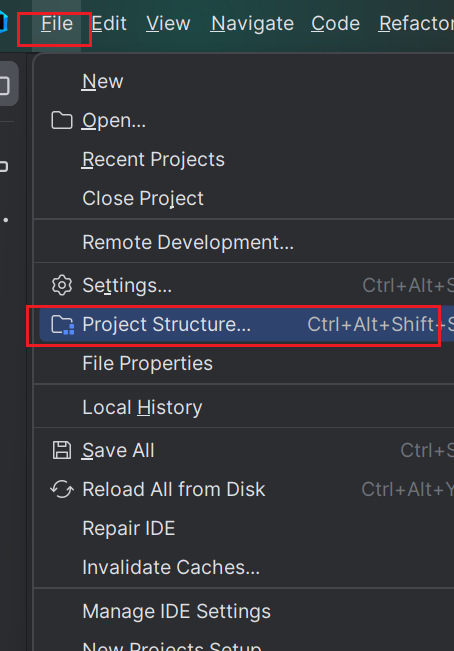 File Edit View Navigate Code Refactor
New
Open...
Recent Projects
Close Project
Remote Development...
Settings... Ctrl+Alt+S
Project Structure... Ctrl+Alt+Shift+S
File Properties
Local History
Save All Ctrl+S
Reload All from Disk Ctrl+Alt+Y
Repair IDE
Invalidate Caches...
Manage IDE Settings
New Projects Setup